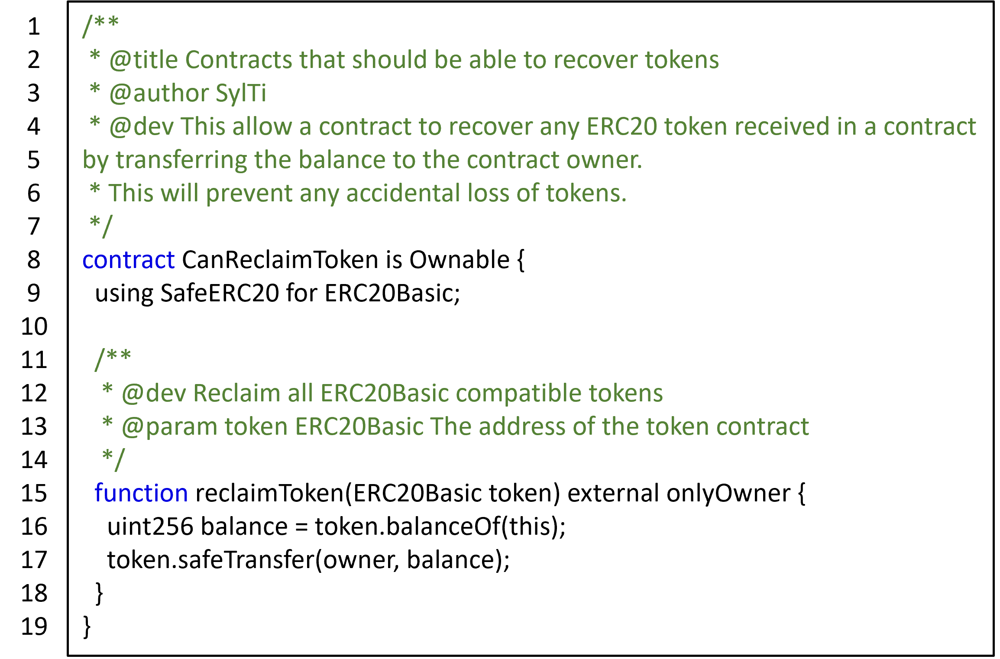 1 /**
2  * @title Contracts that should be able to recover tokens
3  * @author SylTi
4  * @dev This allow a contract to recover any ERC20 token received in a contract
5 by transferring the balance to the contract owner.
6  * This will prevent any accidental loss of tokens.
7  */
8 contract CanReclaimToken is Ownable {
9   using SafeERC20 for ERC20Basic;
10
11   /**
12    * @dev Reclaim all ERC20Basic compatible tokens
13    * @param token ERC20Basic The address of the token contract
14    */
15   function reclaimToken(ERC20Basic token) external onlyOwner {
16     uint256 balance = token.balanceOf(this);
17     token.safeTransfer(owner, balance);
18   }
19 }